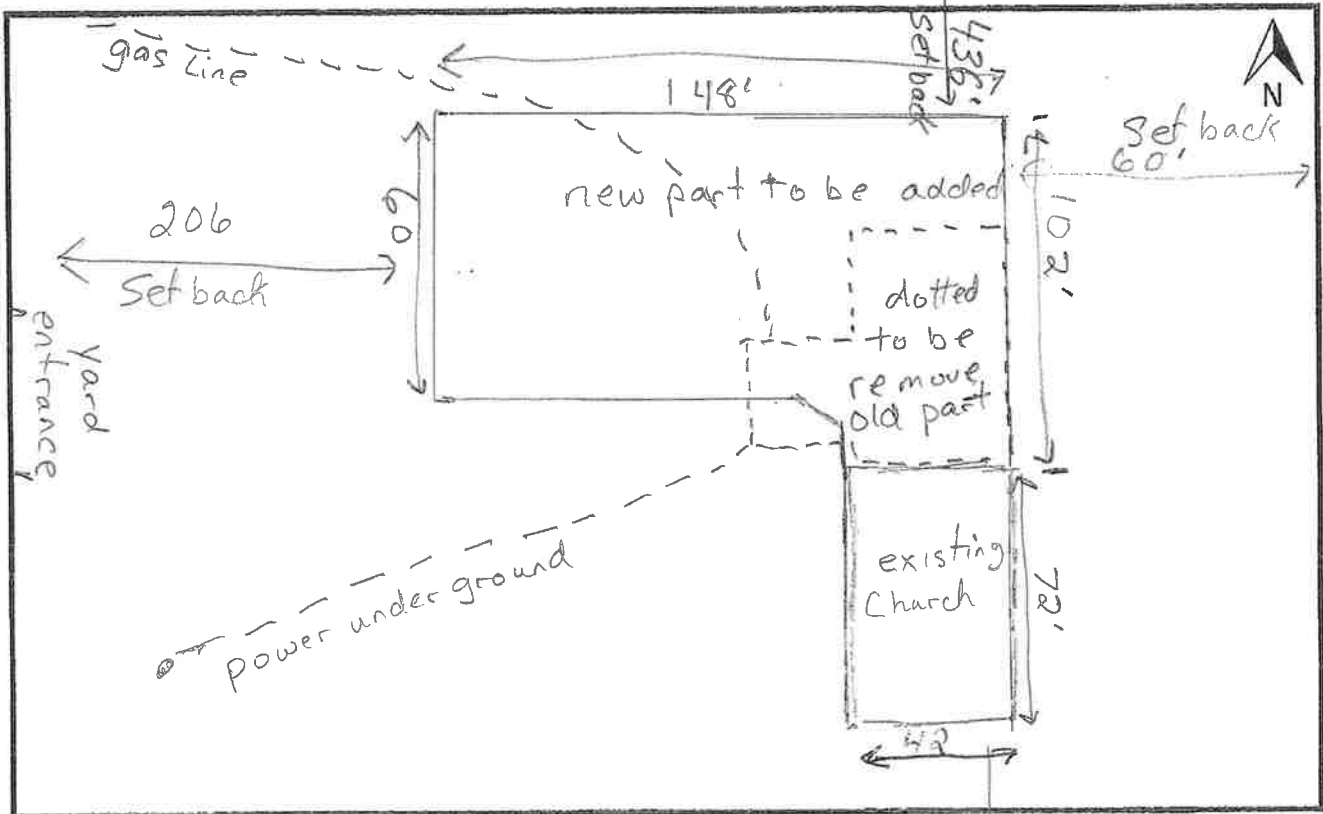 gas Line
436'
Set back
N
148'
Set back
60'
new part to be added
102'
60
206
Set back
dotted
to be
remove
old part
yard
entrance
existing
Church
72'
power under ground
42